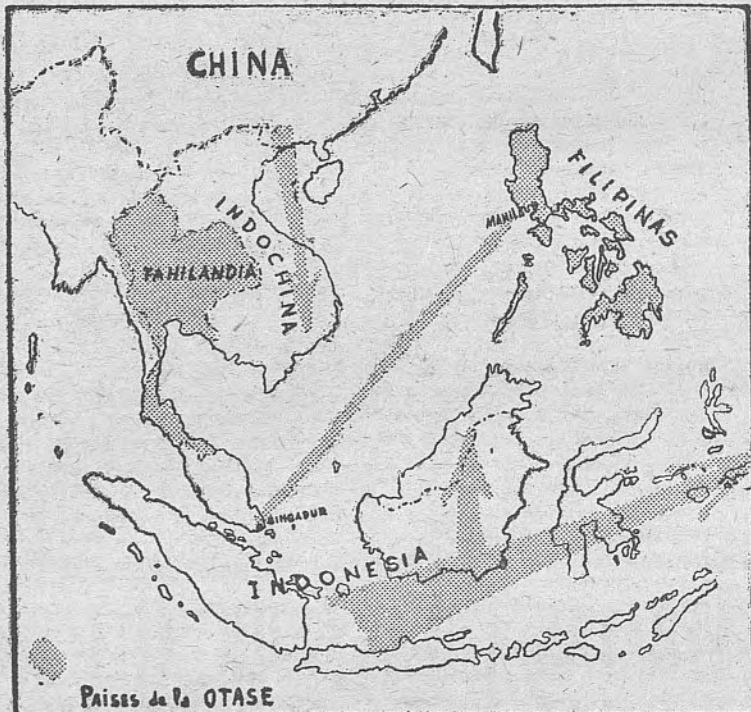 CHINA
FILIPINAS
MANILA
INDOCHINA
TAHILANDIA
SINGAPUR
INDONESIA
PAISES de la OTASE